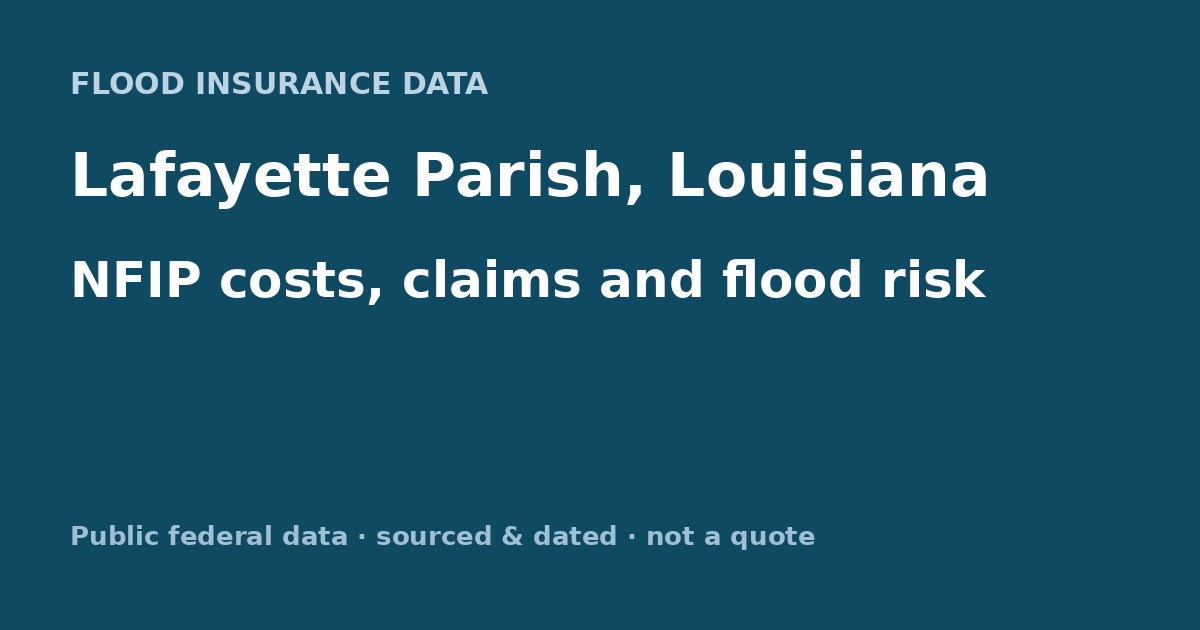 FLOOD INSURANCE DATA
Lafayette Parish, Louisiana
NFIP costs, claims and flood risk
Public federal data · sourced & dated · not a quote